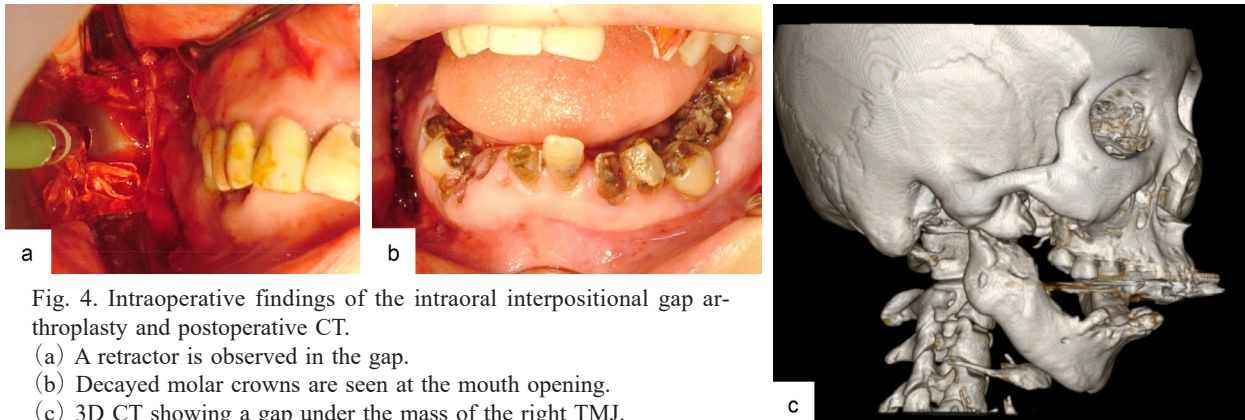 a
b
c
Fig. 4. Intraoperative findings of the intraoral interpositional gap ar-
throplasty and postoperative CT.
(a) A retractor is observed in the gap.
(b) Decayed molar crowns are seen at the mouth opening.
(c) 3D CT showing a gap under the mass of the right TMJ.